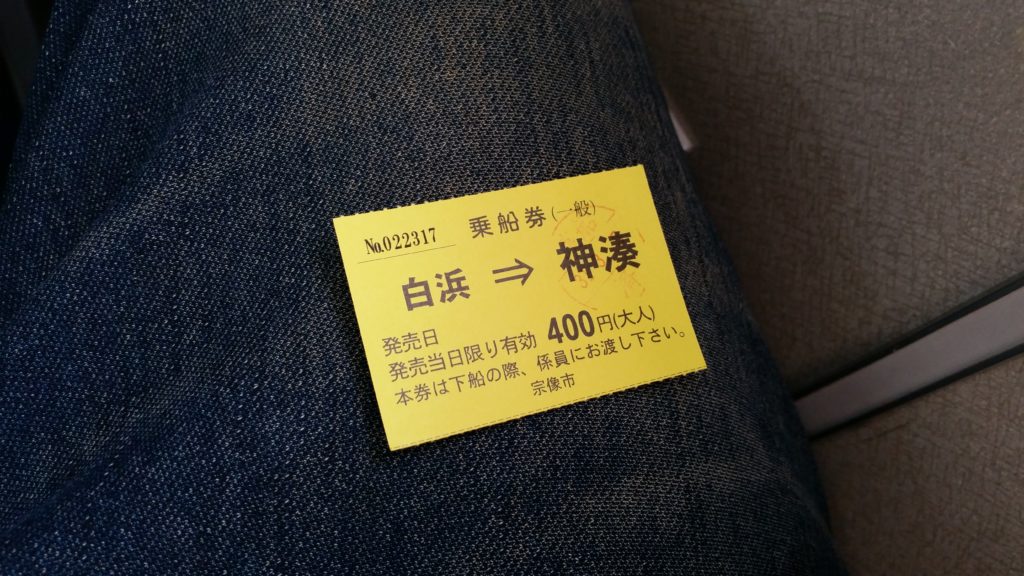 №022317 乗船券(一般)
白浜 ⇒ 神湊
発売日
発売当日限り有効 400円(大人)
本券は下船の際、係員にお渡し下さい。
宗像市